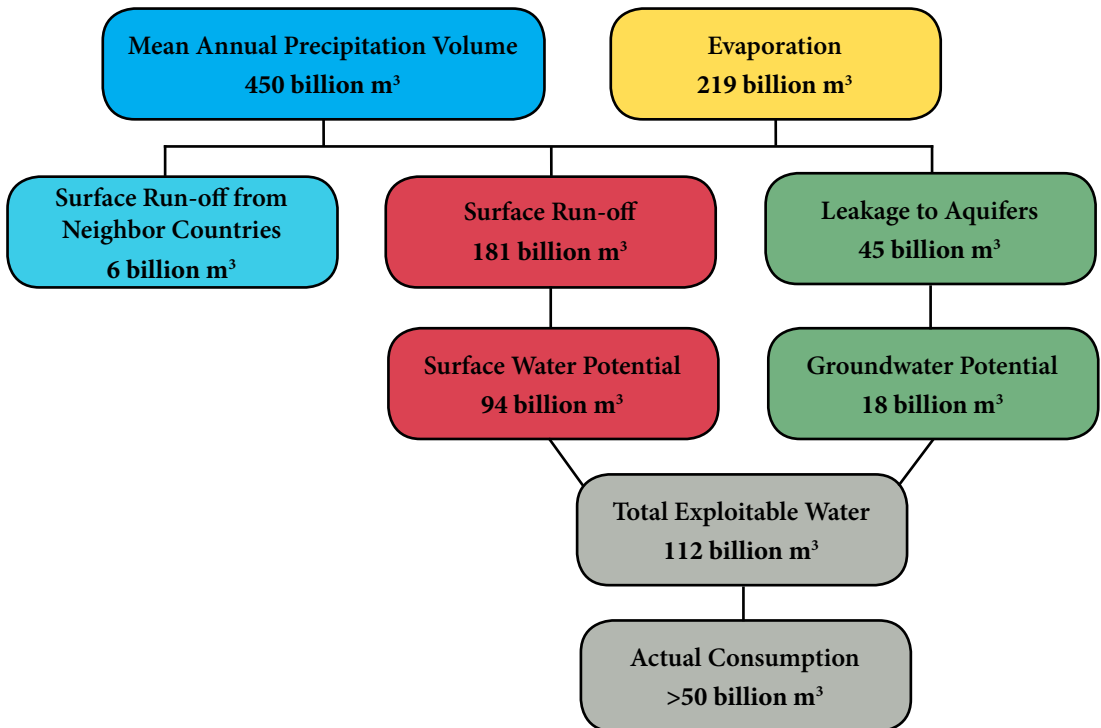 Mean Annual Precipitation Volume
450 billion m³
Evaporation
219 billion m³
Surface Run-off from
Neighbor Countries
6 billion m³
Surface Run-off
181 billion m³
Leakage to Aquifers
45 billion m³
Surface Water Potential
94 billion m³
Groundwater Potential
18 billion m³
Total Exploitable Water
112 billion m³
Actual Consumption
>50 billion m³